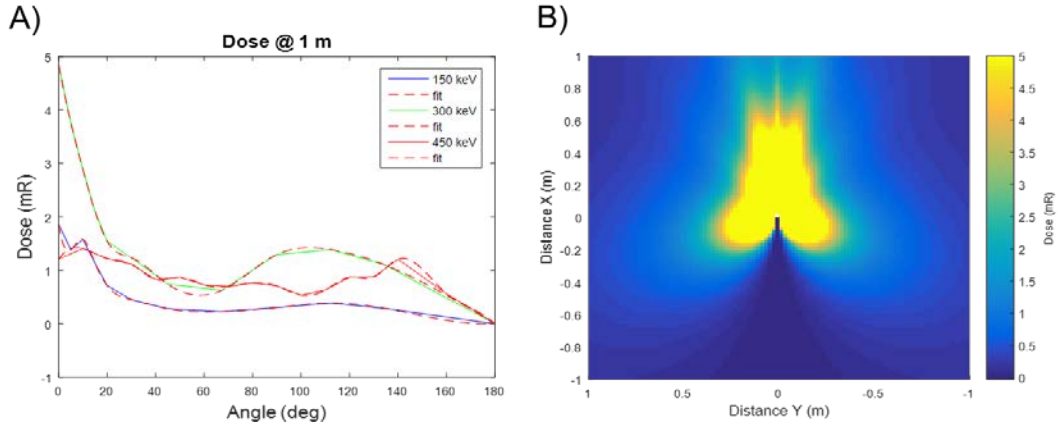 A)
Dose @ 1 m
5
4
3
2
1
0
-1
Dose (mR)
150 keV
fit
300 keV
fit
450 keV
fit
0 20 40 60 80 100 120 140 160 180
Angle (deg)
B)
1
0.8
0.6
0.4
0.2
0
-0.2
-0.4
-0.6
-0.8
-1
Distance X (m)
1 0.5 0 -0.5 -1
Distance Y (m)
5
4.5
4
3.5
3
2.5
2
1.5
1
0.5
0
Dose (mR)